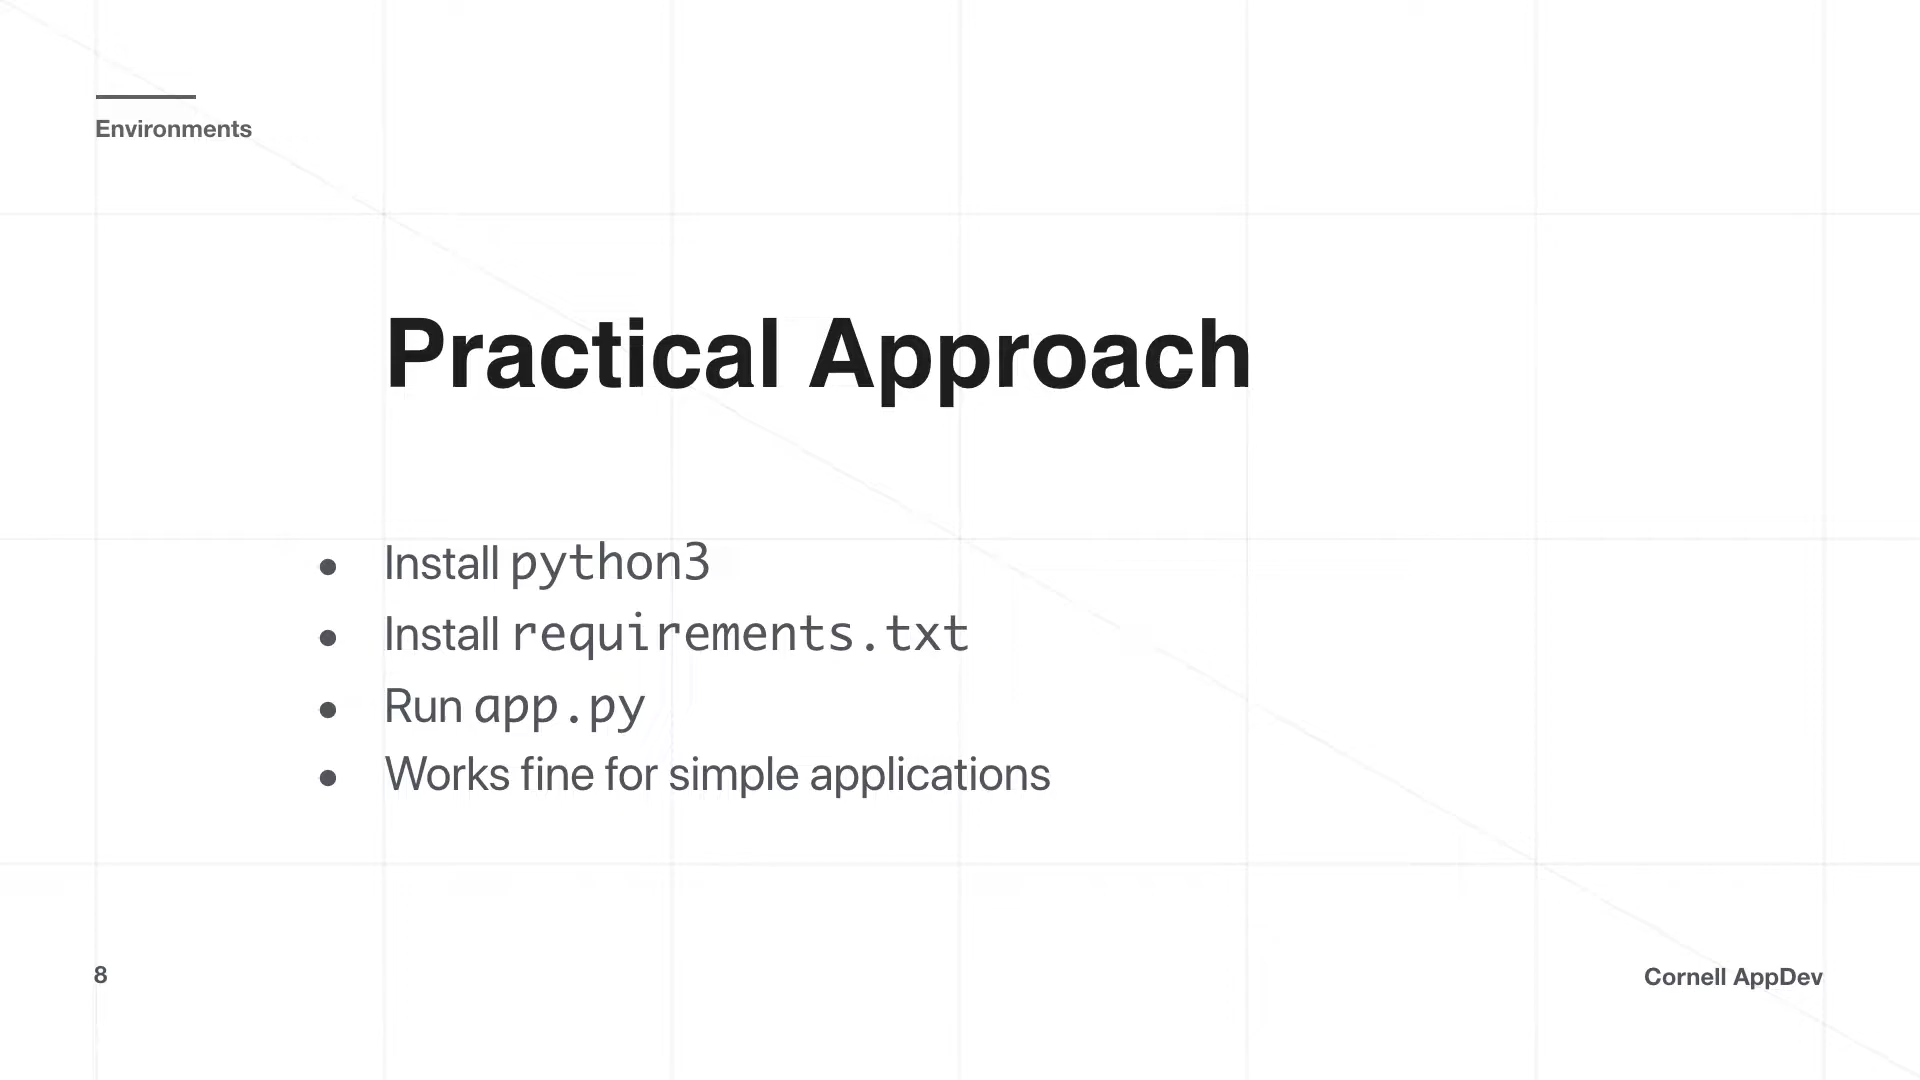 Environments
Practical Approach
● Install python3
● Install requirements.txt
● Run app.py
● Works fine for simple applications
8
Cornell AppDev